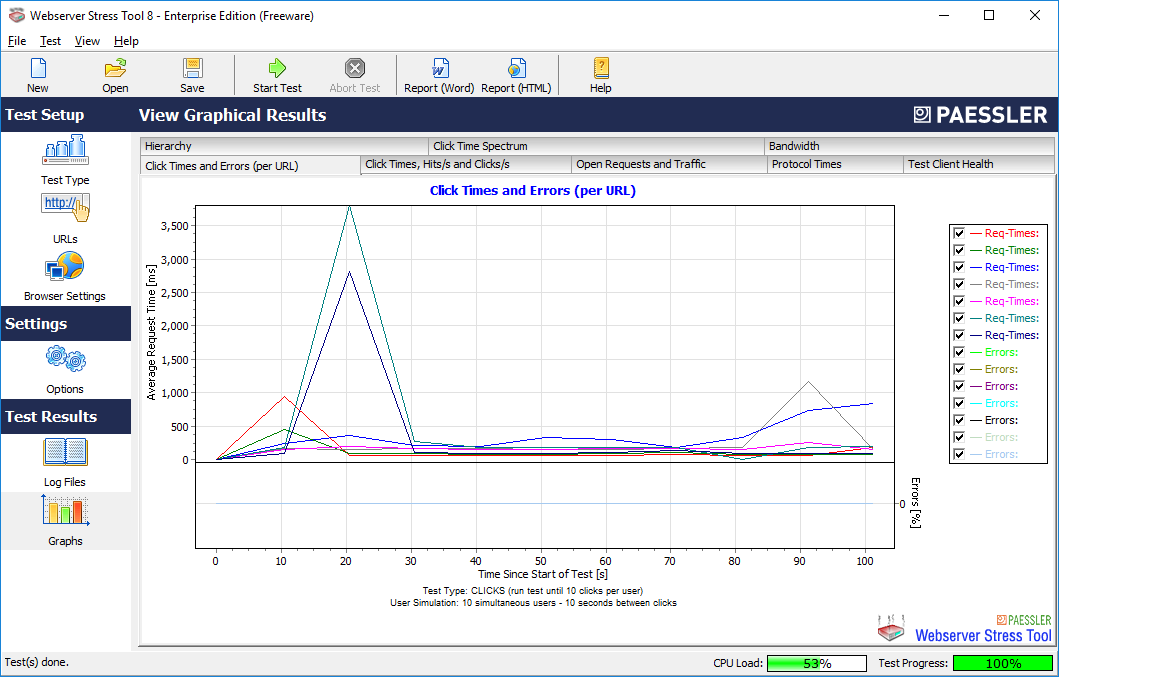 Webserver Stress Tool 8 - Enterprise Edition (Freeware)
File Test View Help
New Open Save Start Test Abort Test Report (Word) Report (HTML) Help
Test Setup
View Graphical Results
PAESSLER
Test Type
http://
URLs
Browser Settings
Settings
Options
Test Results
Log Files
Graphs
Hierarchy Click Time Spectrum Bandwidth
Click Times and Errors (per URL) Click Times, Hits/s and Clicks/s Open Requests and Traffic Protocol Times Test Client Health
Click Times and Errors (per URL)
Average Request Time [ms]
3,500
3,000
2,500
2,000
1,500
1,000
500
0
0
Errors [%]
0 10 20 30 40 50 60 70 80 90 100
Time Since Start of Test [s]
Test Type: CLICKS (run test until 10 clicks per user)
User Simulation: 10 simultaneous users - 10 seconds between clicks
Req-Times:
Req-Times:
Req-Times:
Req-Times:
Req-Times:
Req-Times:
Req-Times:
Errors:
Errors:
Errors:
Errors:
Errors:
Errors:
Errors:
PAESSLER
Webserver Stress Tool
Test(s) done.
CPU Load: 53% Test Progress: 100%